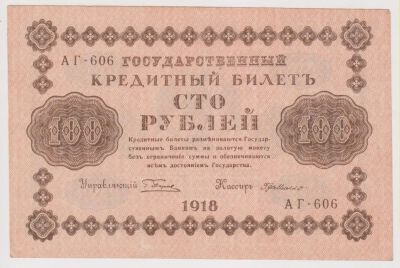 ГОСУДАРСТВЕННЫЙ
АГ-606
КРЕДИТНЫЙ БИЛЕТЪ
СТО
РУБЛЕЙ
100
100
Кредитные билеты размѣниваются Государ-
ственнымъ Банкомъ на золотую монету
безъ ограниченія суммы и обезпечиваются
всѣмъ достояніемъ Государства.
Управляющій
Кассиръ
1918
АГ-606